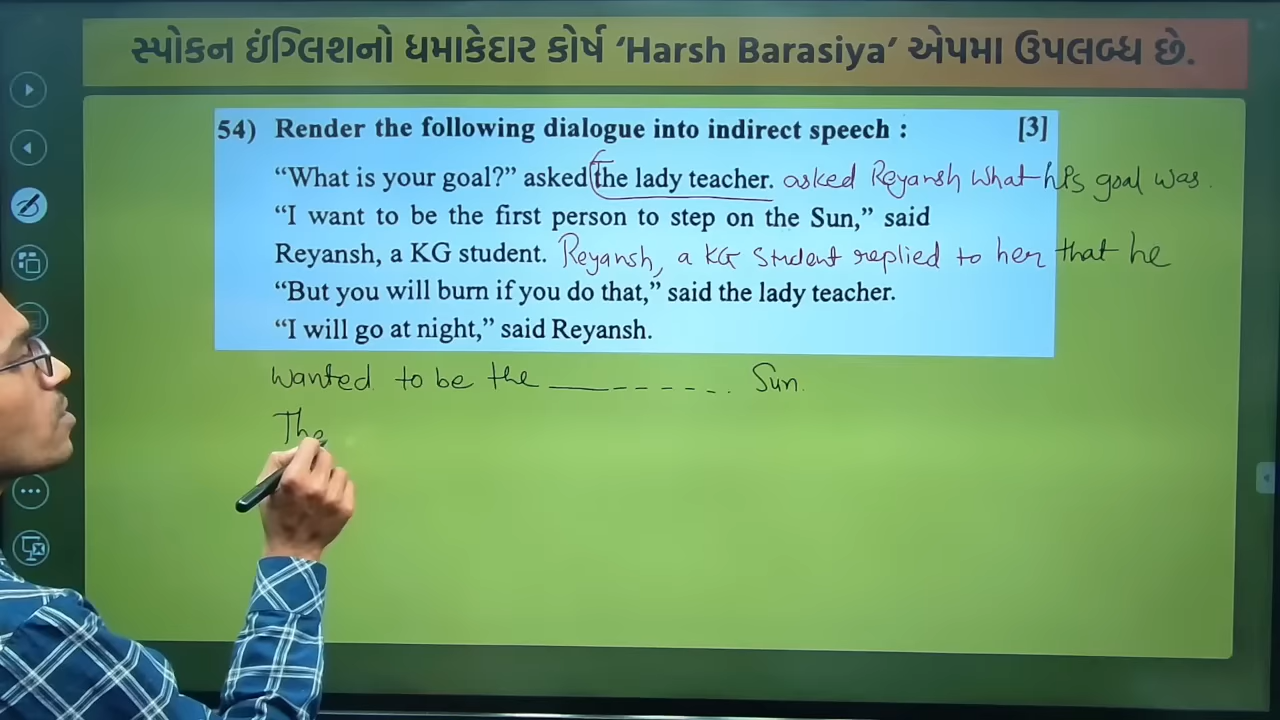 સ્પોકન ઇંગ્લિશનો ધમાકેદાર કોર્ષ ‘Harsh Barasiya’ એપમા ઉપલબ્ધ છે.
54) Render the following dialogue into indirect speech : [3]
“What is your goal?” asked the lady teacher. asked Reyansh what his goal was.
“I want to be the first person to step on the Sun,” said
Reyansh, a KG student. Reyansh, a KG student replied to her that he
“But you will burn if you do that,” said the lady teacher.
“I will go at night,” said Reyansh.
wanted to be the ____ - - - - - . Sun.
The